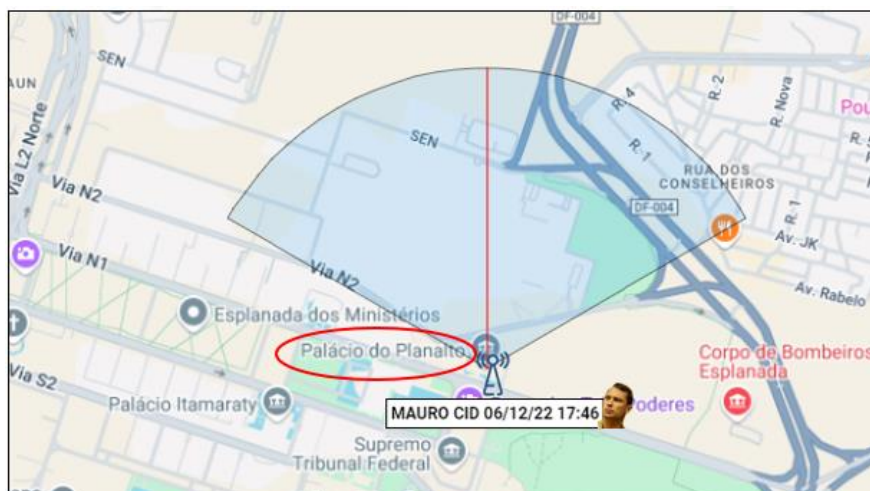 DF-004
SEN
AUN
Via L2 Norte
R. 4
R. 2
R. Nova
Pou
SEN
R. 1
RUA DOS
CONSELHEIROS
Via N2
DF-004
R. 1
Av. JK
Via N1
Via N2
Av. Rabelo
Esplanada dos Ministérios
Palácio do Planalto
Corpo de Bombeiros
Esplanada
Via S2
Palácio Itamaraty
MAURO CID 06/12/22 17:46
Poderes
Supremo
Tribunal Federal